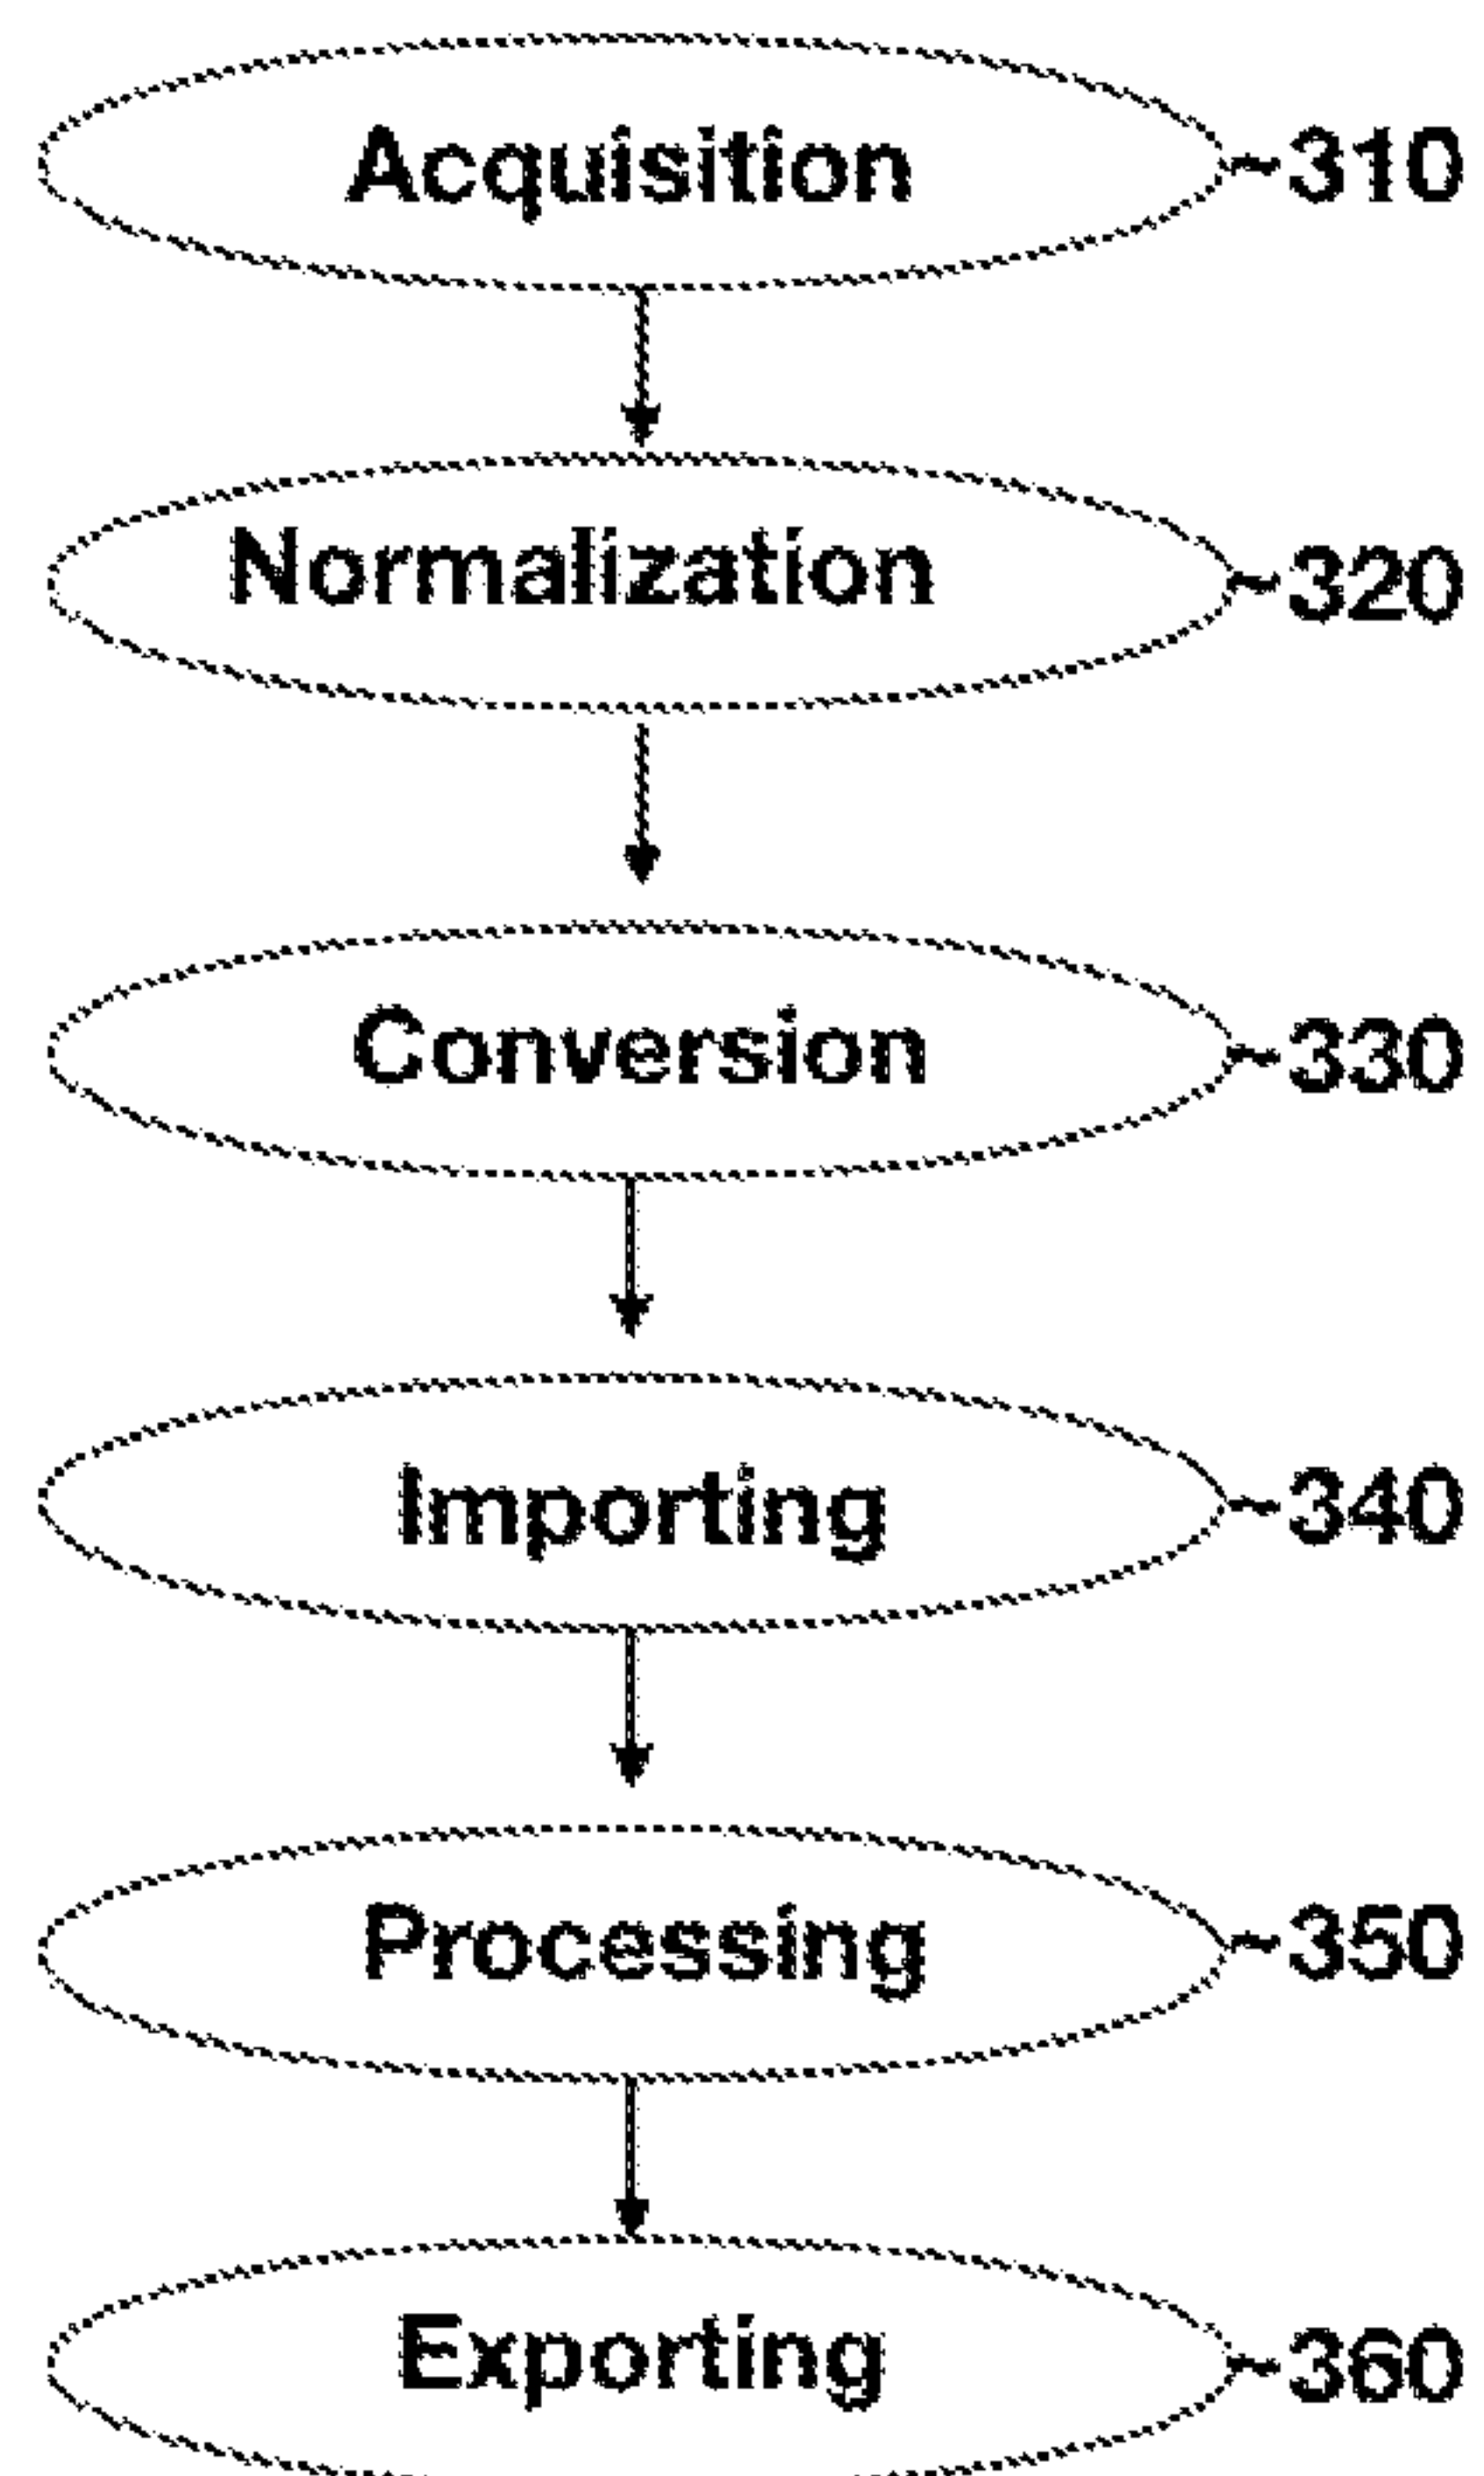 Acquisition ~310
Normalization ~320
Conversion ~330
Importing ~340
Processing ~350
Exporting ~360